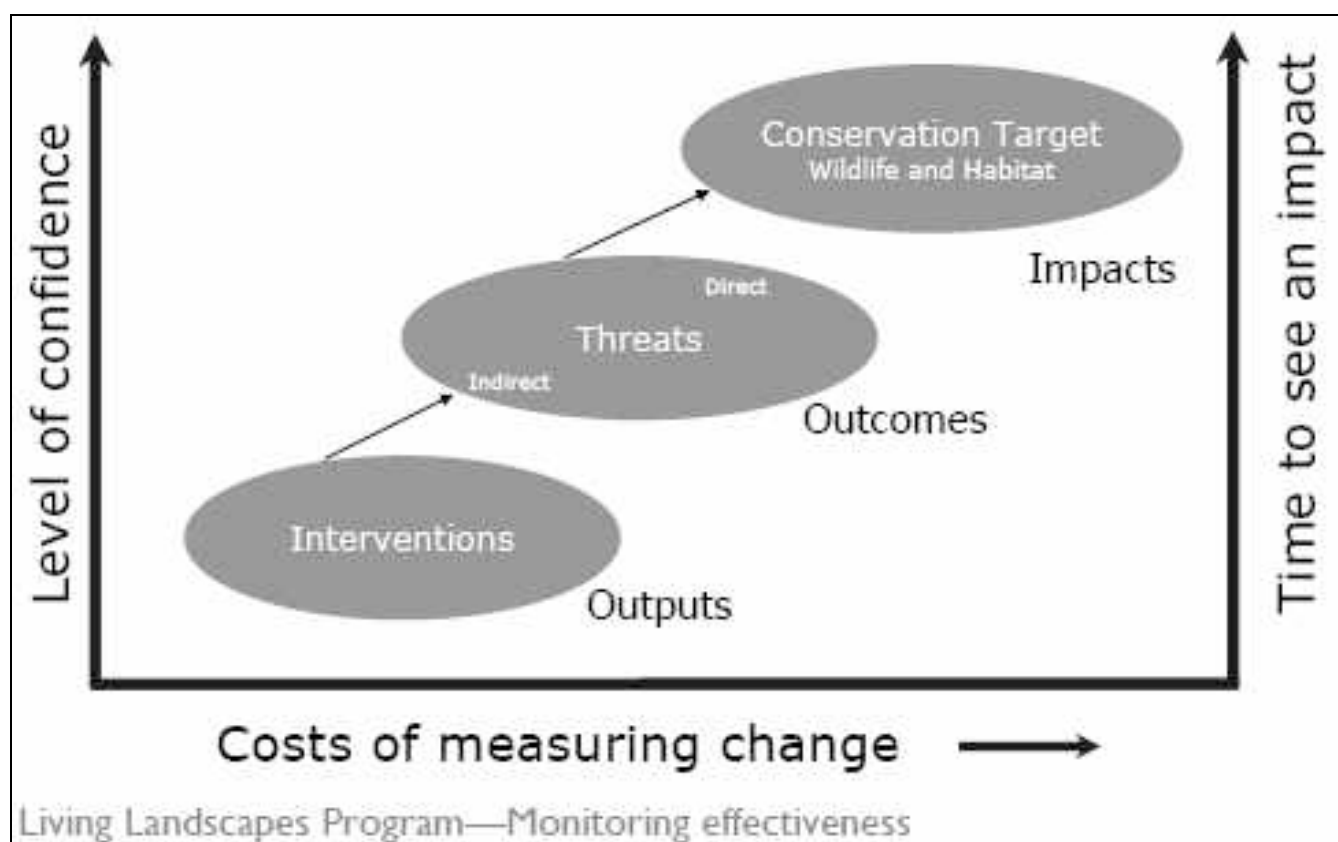 Level of confidence
Time to see an impact
Conservation Target
Wildlife and Habitat
Impacts
Direct
Threats
Indirect
Outcomes
Interventions
Outputs
Costs of measuring change
Living Landscapes Program—Monitoring effectiveness